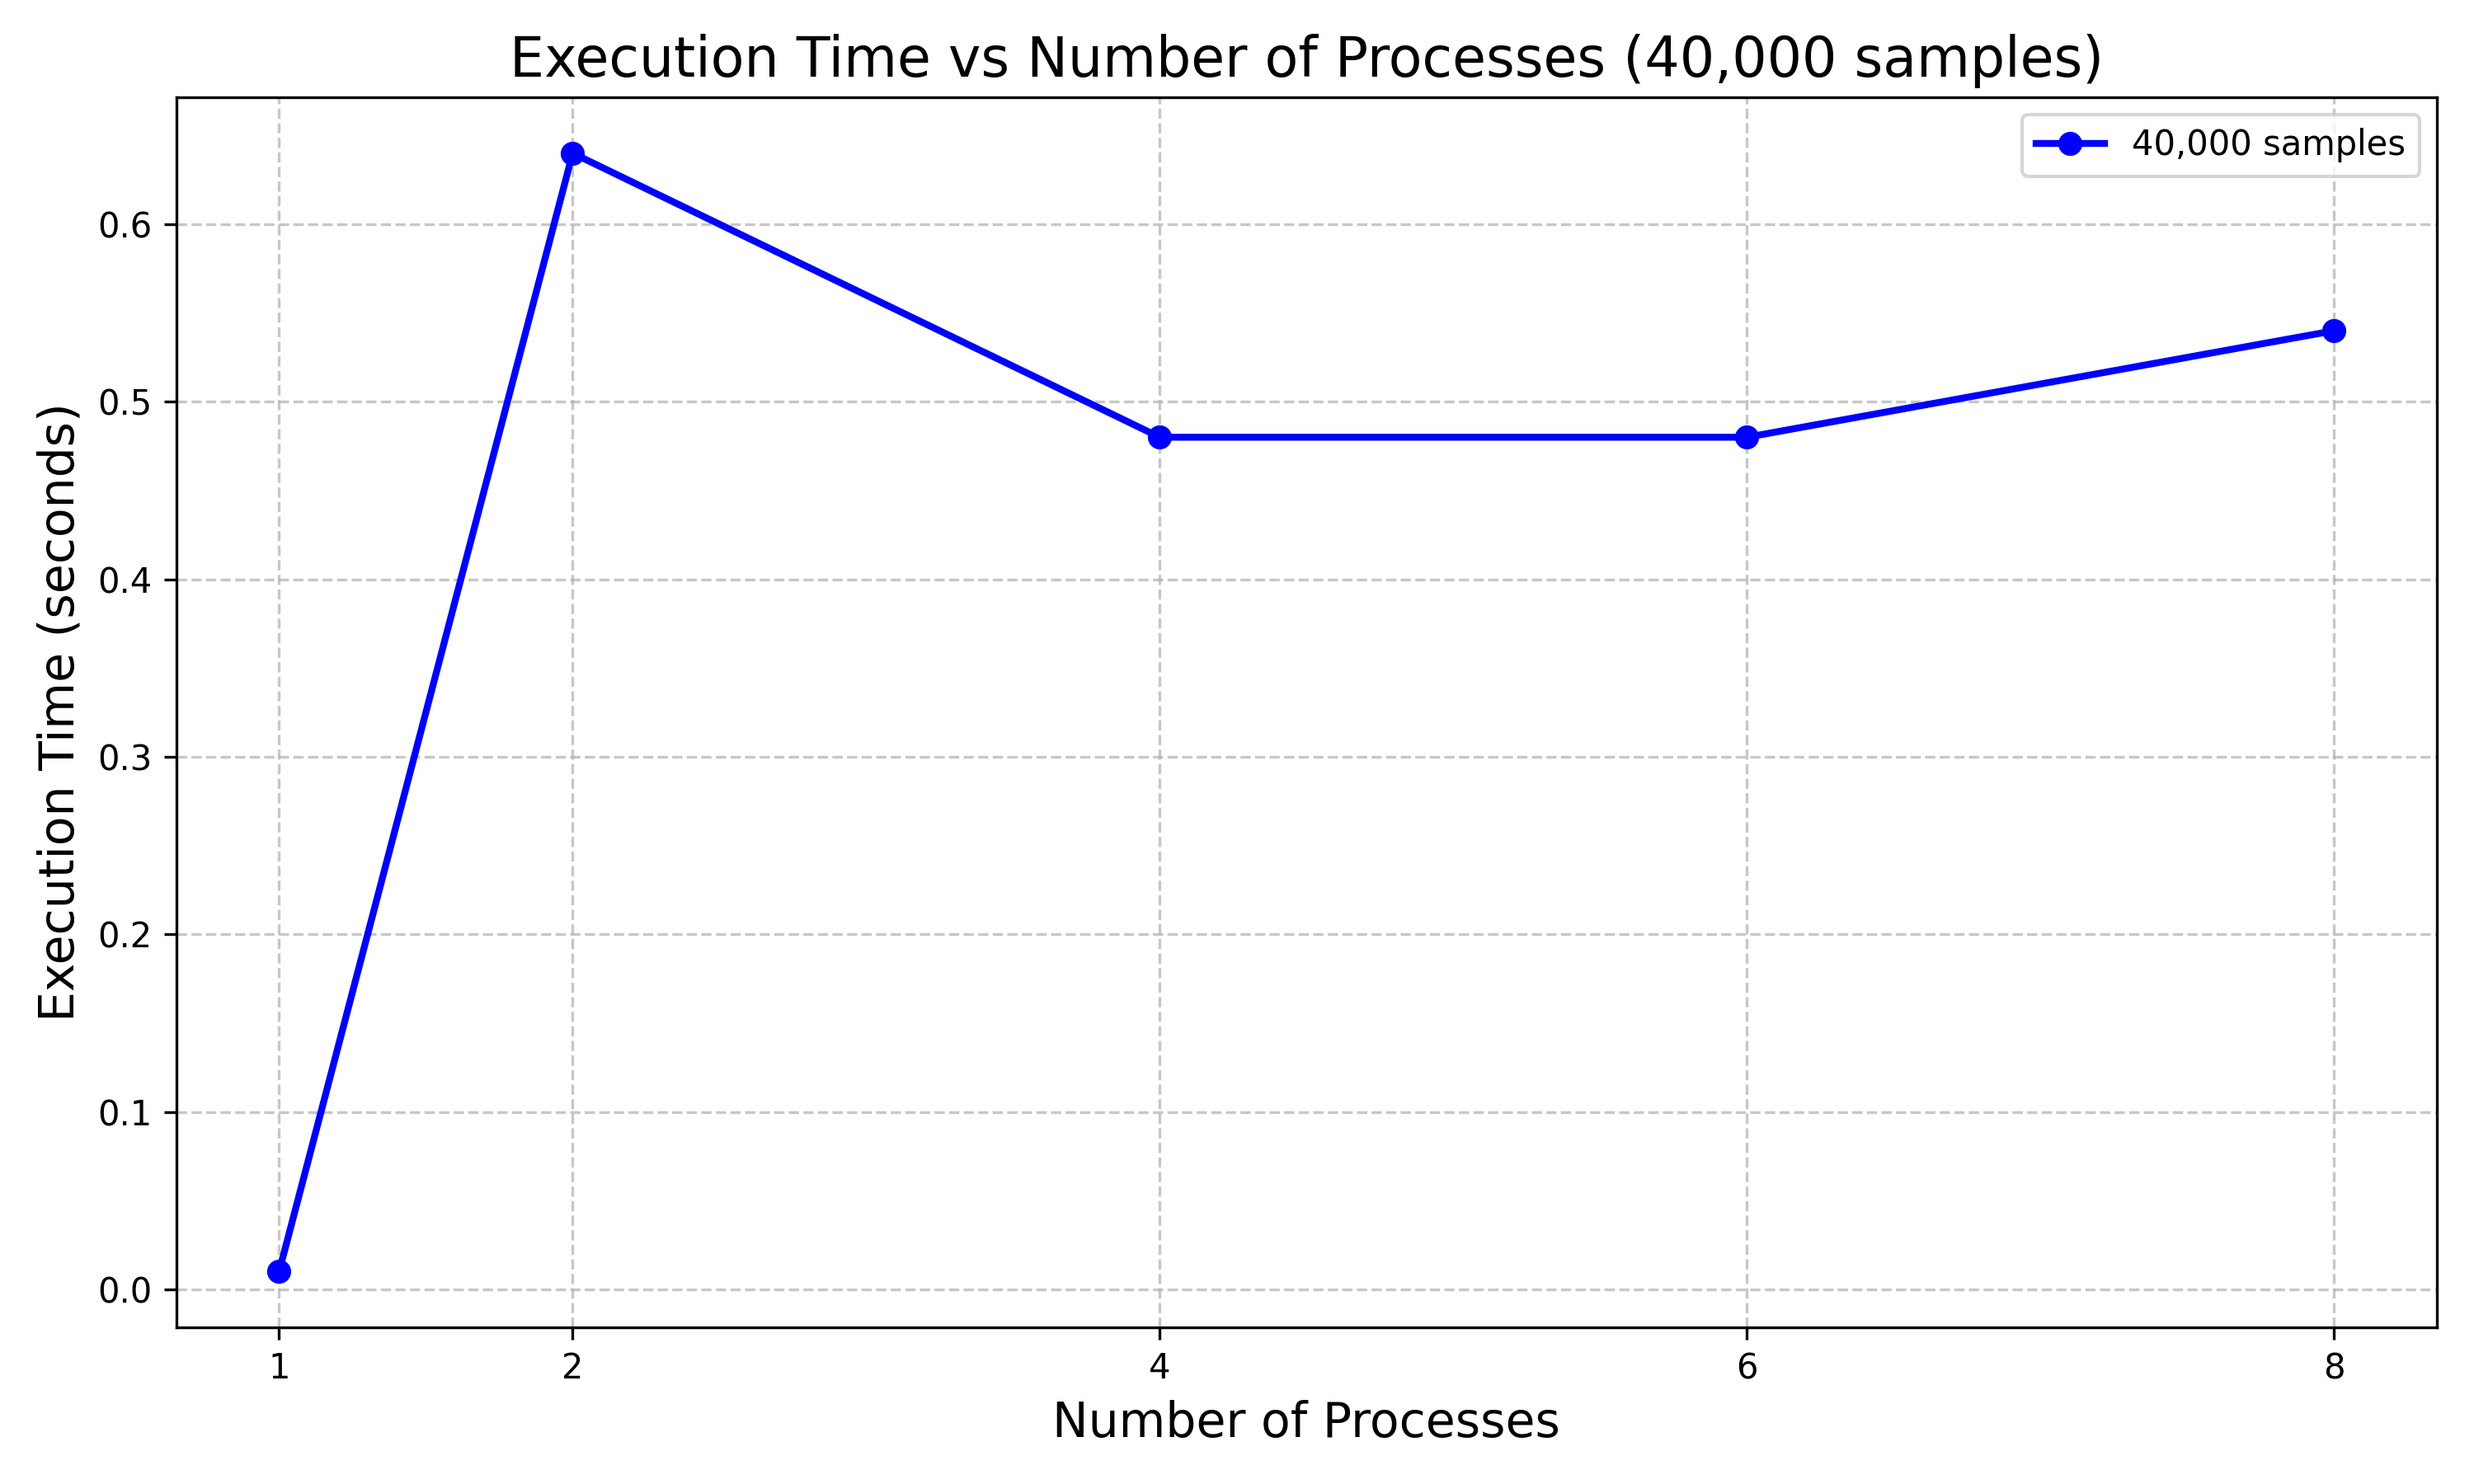 Execution Time vs Number of Processes (40,000 samples)
40,000 samples
Execution Time (seconds)
0.6
0.5
0.4
0.3
0.2
0.1
0.0
1 2 4 6 8
Number of Processes